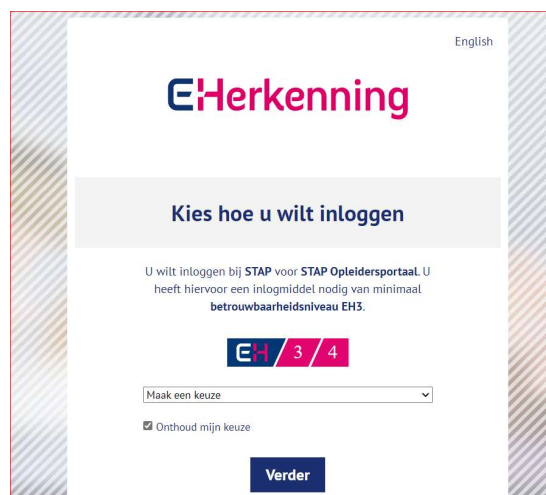 English
EHerkenning
Kies hoe u wilt inloggen
U wilt inloggen bij STAP voor STAP Opleidersportaal. U
heeft hiervoor een inlogmiddel nodig van minimaal
betrouwbaarheidsniveau EH3.
EH 3 4
Maak een keuze
Onthoud mijn keuze
Verder